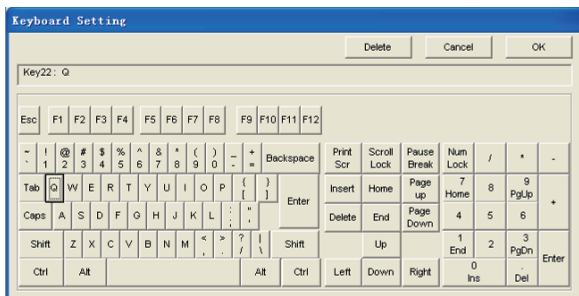 Keyboard Setting
Delete Cancel OK
Key22: Q
Esc F1 F2 F3 F4 F5 F6 F7 F8 F9 F10 F11 F12
~ ! @ # $ % ^ & * ( ) _ + Backspace Print Scroll Pause Num / * -
` 1 2 3 4 5 6 7 8 9 0 - = Scr Lock Break Lock
Tab Q W E R T Y U I O P { } Enter Insert Home Page 7 8 9 +
[ ] up Home PgUp
Caps A S D F G H J K L : " Delete End Page 4 5 6
; ' Down
Shift Z X C V B N M < > ? | Shift Up 1 2 3 Enter
, . / \ End PgDn
Ctrl Alt Alt Ctrl Left Down Right 0 .
Ins Del